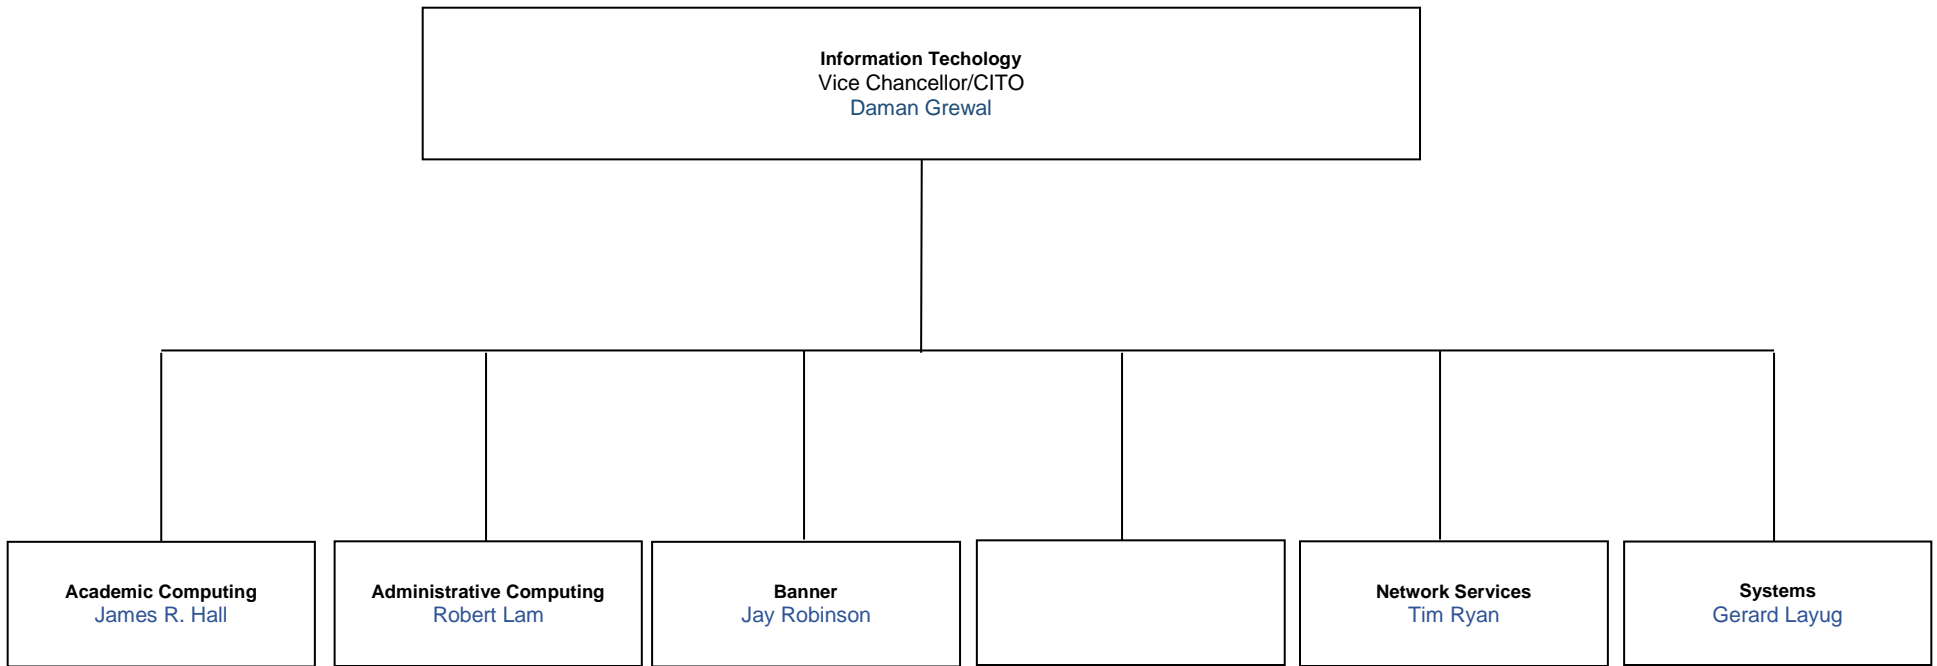 Information Techology
Vice Chancellor/CITO
Daman Grewal
Academic Computing
James R. Hall
Administrative Computing
Robert Lam
Banner
Jay Robinson
Network Services
Tim Ryan
Systems
Gerard Layug